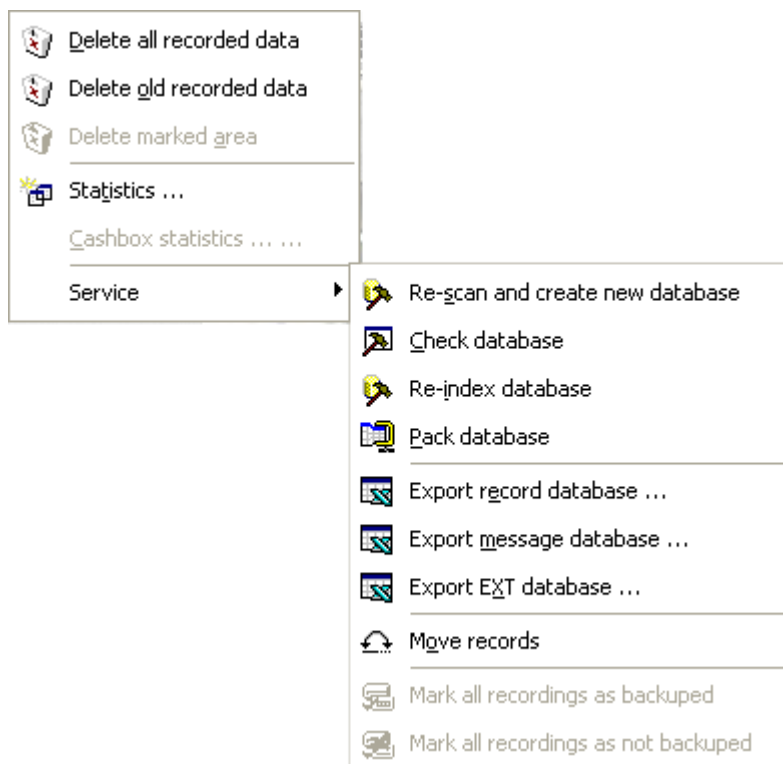 Delete all recorded data
Delete old recorded data
Delete marked area
Statistics ...
Cashbox statistics ... ...
Service
Re-scan and create new database
Check database
Re-index database
Pack database
Export record database ...
Export message database ...
Export EXT database ...
Move records
Mark all recordings as backuped
Mark all recordings as not backuped